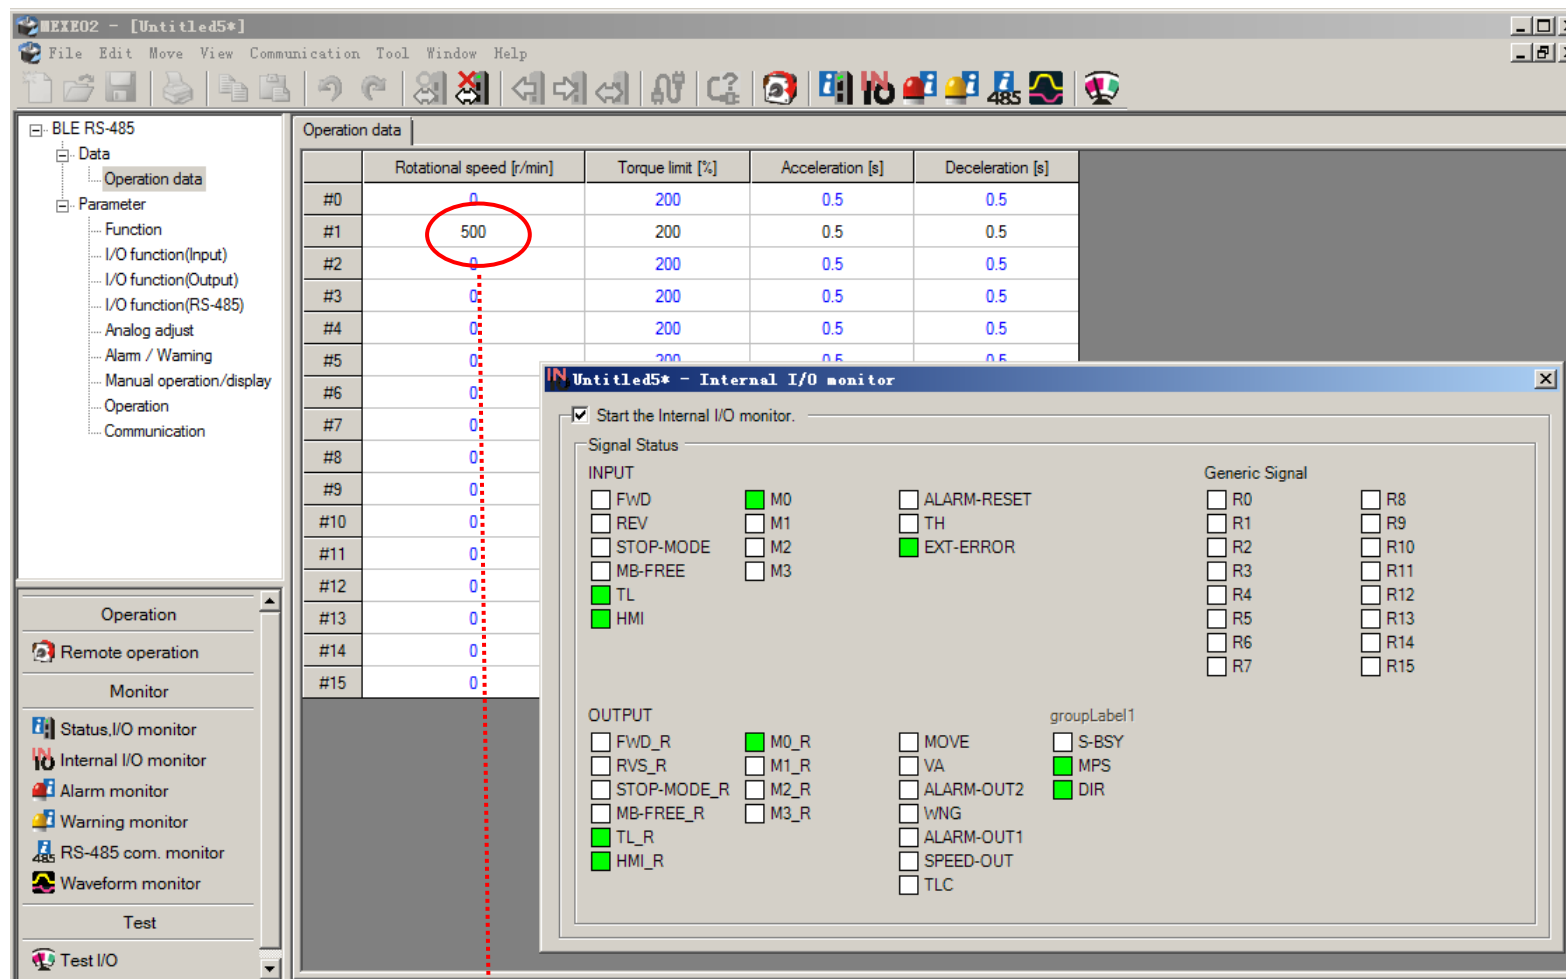 MEXE02 - [Untitled5*]
File Edit Move View Communication Tool Window Help
BLE RS-485
Data
Operation data
Parameter
Function
I/O function(Input)
I/O function(Output)
I/O function(RS-485)
Analog adjust
Alarm / Warning
Manual operation/display
Operation
Communication
Operation
Remote operation
Monitor
Status,I/O monitor
Internal I/O monitor
Alarm monitor
Warning monitor
RS-485 com. monitor
Waveform monitor
Test
Test I/O
Operation data
Rotational speed [r/min] Torque limit [%] Acceleration [s] Deceleration [s]
#0 0 200 0.5 0.5
#1 500 200 0.5 0.5
#2 0 200 0.5 0.5
#3 0 200 0.5 0.5
#4 0 200 0.5 0.5
#5 0 200 0.5 0.5
#6 0
#7 0
#8 0
#9 0
#10 0
#11 0
#12 0
#13 0
#14 0
#15 0
Untitled5* - Internal I/O monitor
Start the Internal I/O monitor.
Signal Status
INPUT Generic Signal
FWD M0 ALARM-RESET R0 R8
REV M1 TH R1 R9
STOP-MODE M2 EXT-ERROR R2 R10
MB-FREE M3 R3 R11
TL R4 R12
HMI R5 R13
R6 R14
R7 R15
OUTPUT groupLabel1
FWD_R M0_R MOVE S-BSY
RVS_R M1_R VA MPS
STOP-MODE_R M2_R ALARM-OUT2 DIR
MB-FREE_R M3_R WNG
TL_R ALARM-OUT1
HMI_R SPEED-OUT
TLC